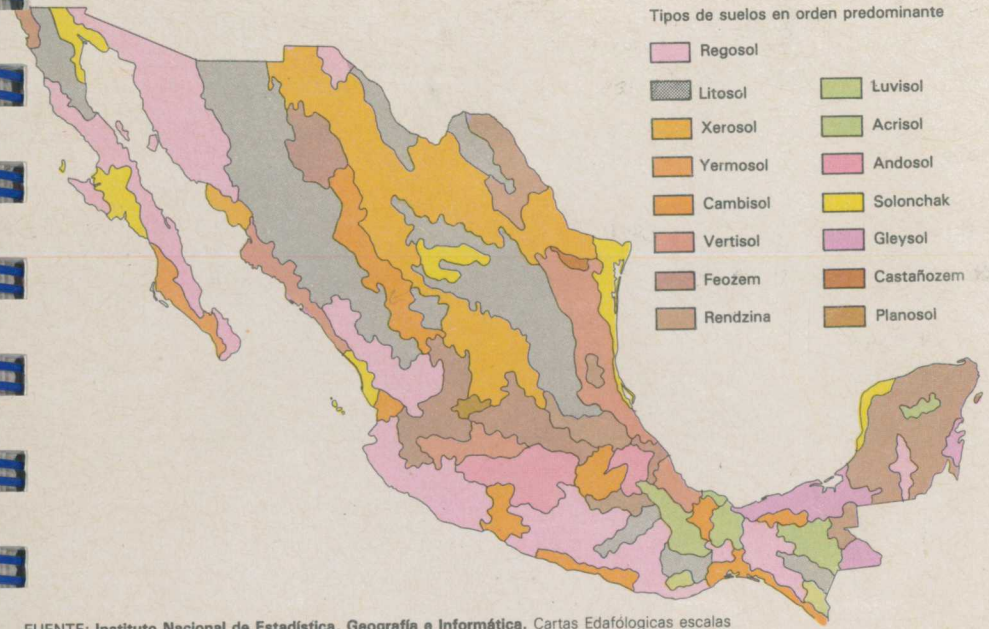 Tipos de suelos en orden predominante
Regosol
Litosol
Xerosol
Yermosol
Cambisol
Vertisol
Feozem
Rendzina
Luvisol
Acrisol
Andosol
Solonchak
Gleysol
Castañozem
Planosol
FUENTE: Instituto Nacional de Estadística, Geografía e Informática. Cartas Edafólogicas escalas